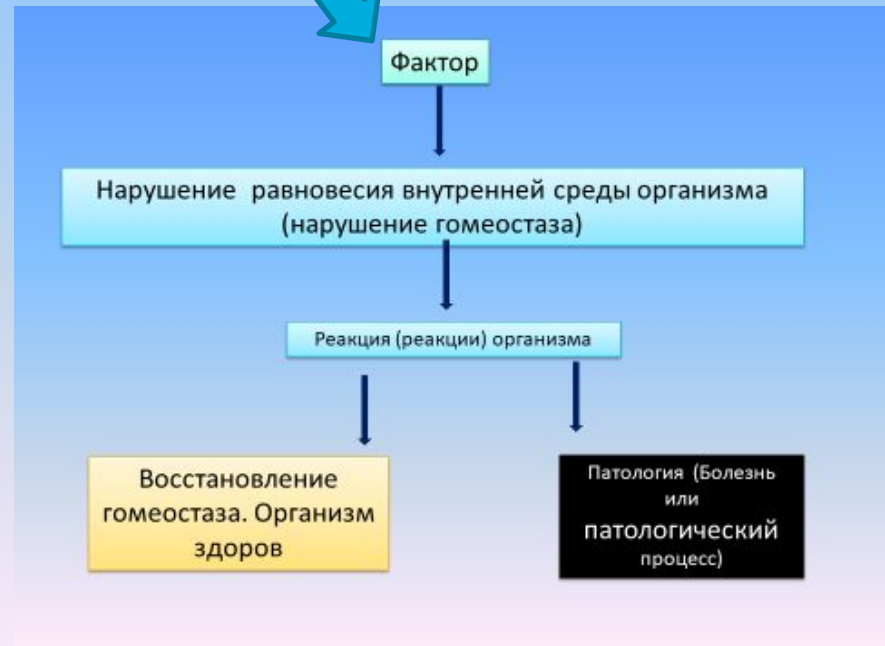 Фактор
Нарушение равновесия внутренней среды организма
(нарушение гомеостаза)
Реакция (реакции) организма
Восстановление
гомеостаза. Организм
здоров
Патология (Болезнь
или
патологический
процесс)